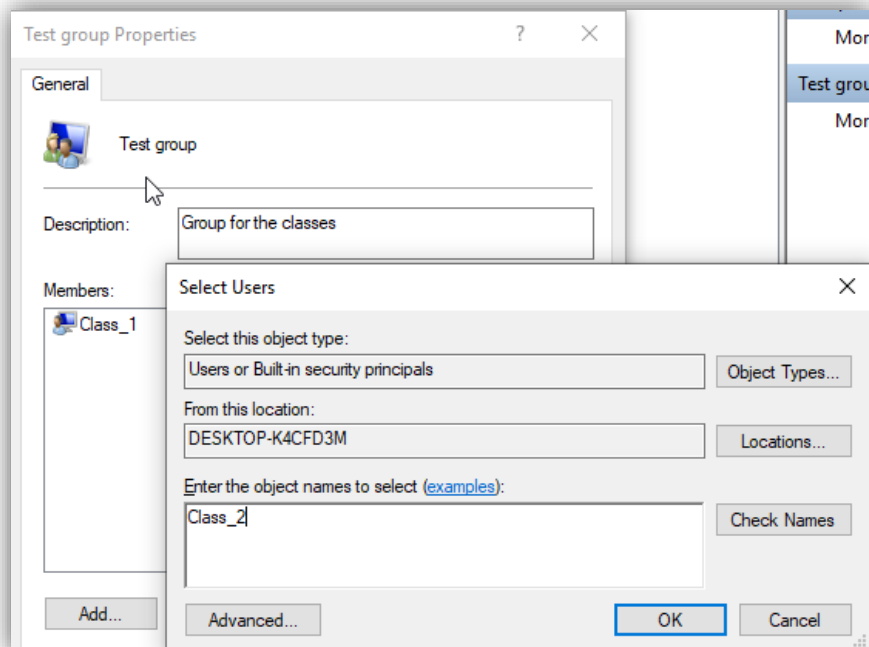 Test group Properties
?
General
Test group
Description:
Group for the classes
Members:
Class_1
Add...
Mor
Test grou
Mor
Select Users
Select this object type:
Users or Built-in security principals
Object Types...
From this location:
DESKTOP-K4CFD3M
Locations...
Enter the object names to select (examples):
Class_2
Check Names
Advanced...
OK
Cancel